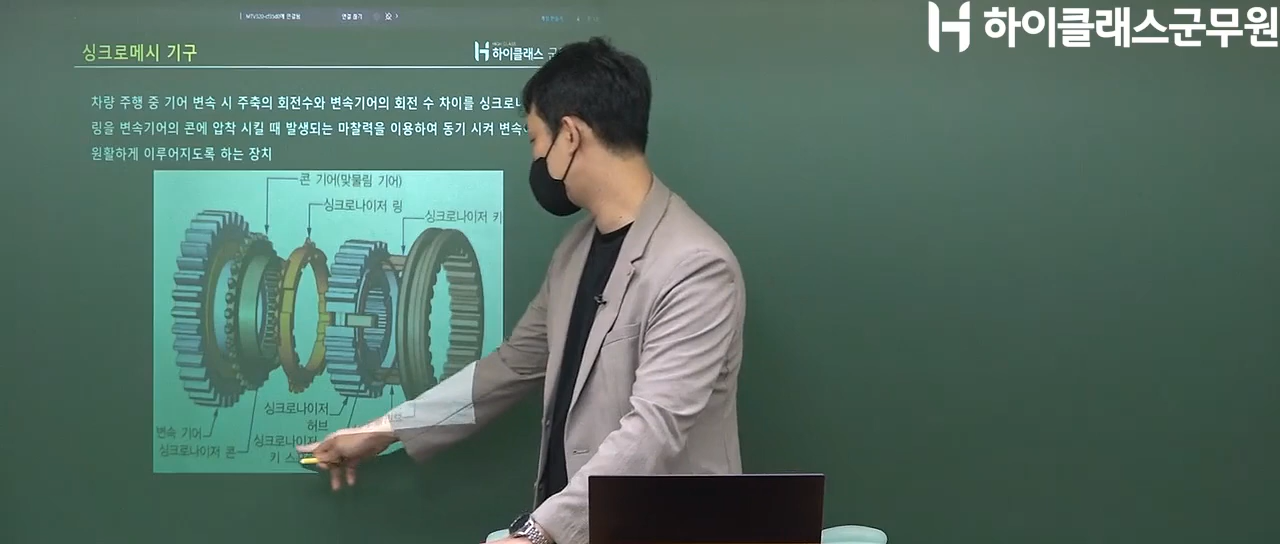 연결 끊기
하이클래스군무원
싱크로메시 기구
하이클래스 군
차량 주행 중 기어 변속 시 주축의 회전수와 변속기어의 회전 수 차이를 싱크로
링을 변속기어의 콘에 압착 시킬 때 발생되는 마찰력을 이용하여 동기 시켜 변속
원활하게 이루어지도록 하는 장치
콘 기어(맞물림 기어)
싱크로나이저 링
싱크로나이저 키
싱크로나이저
허브
변속 기어
싱크로나이저
싱크로나이저 콘
키 스